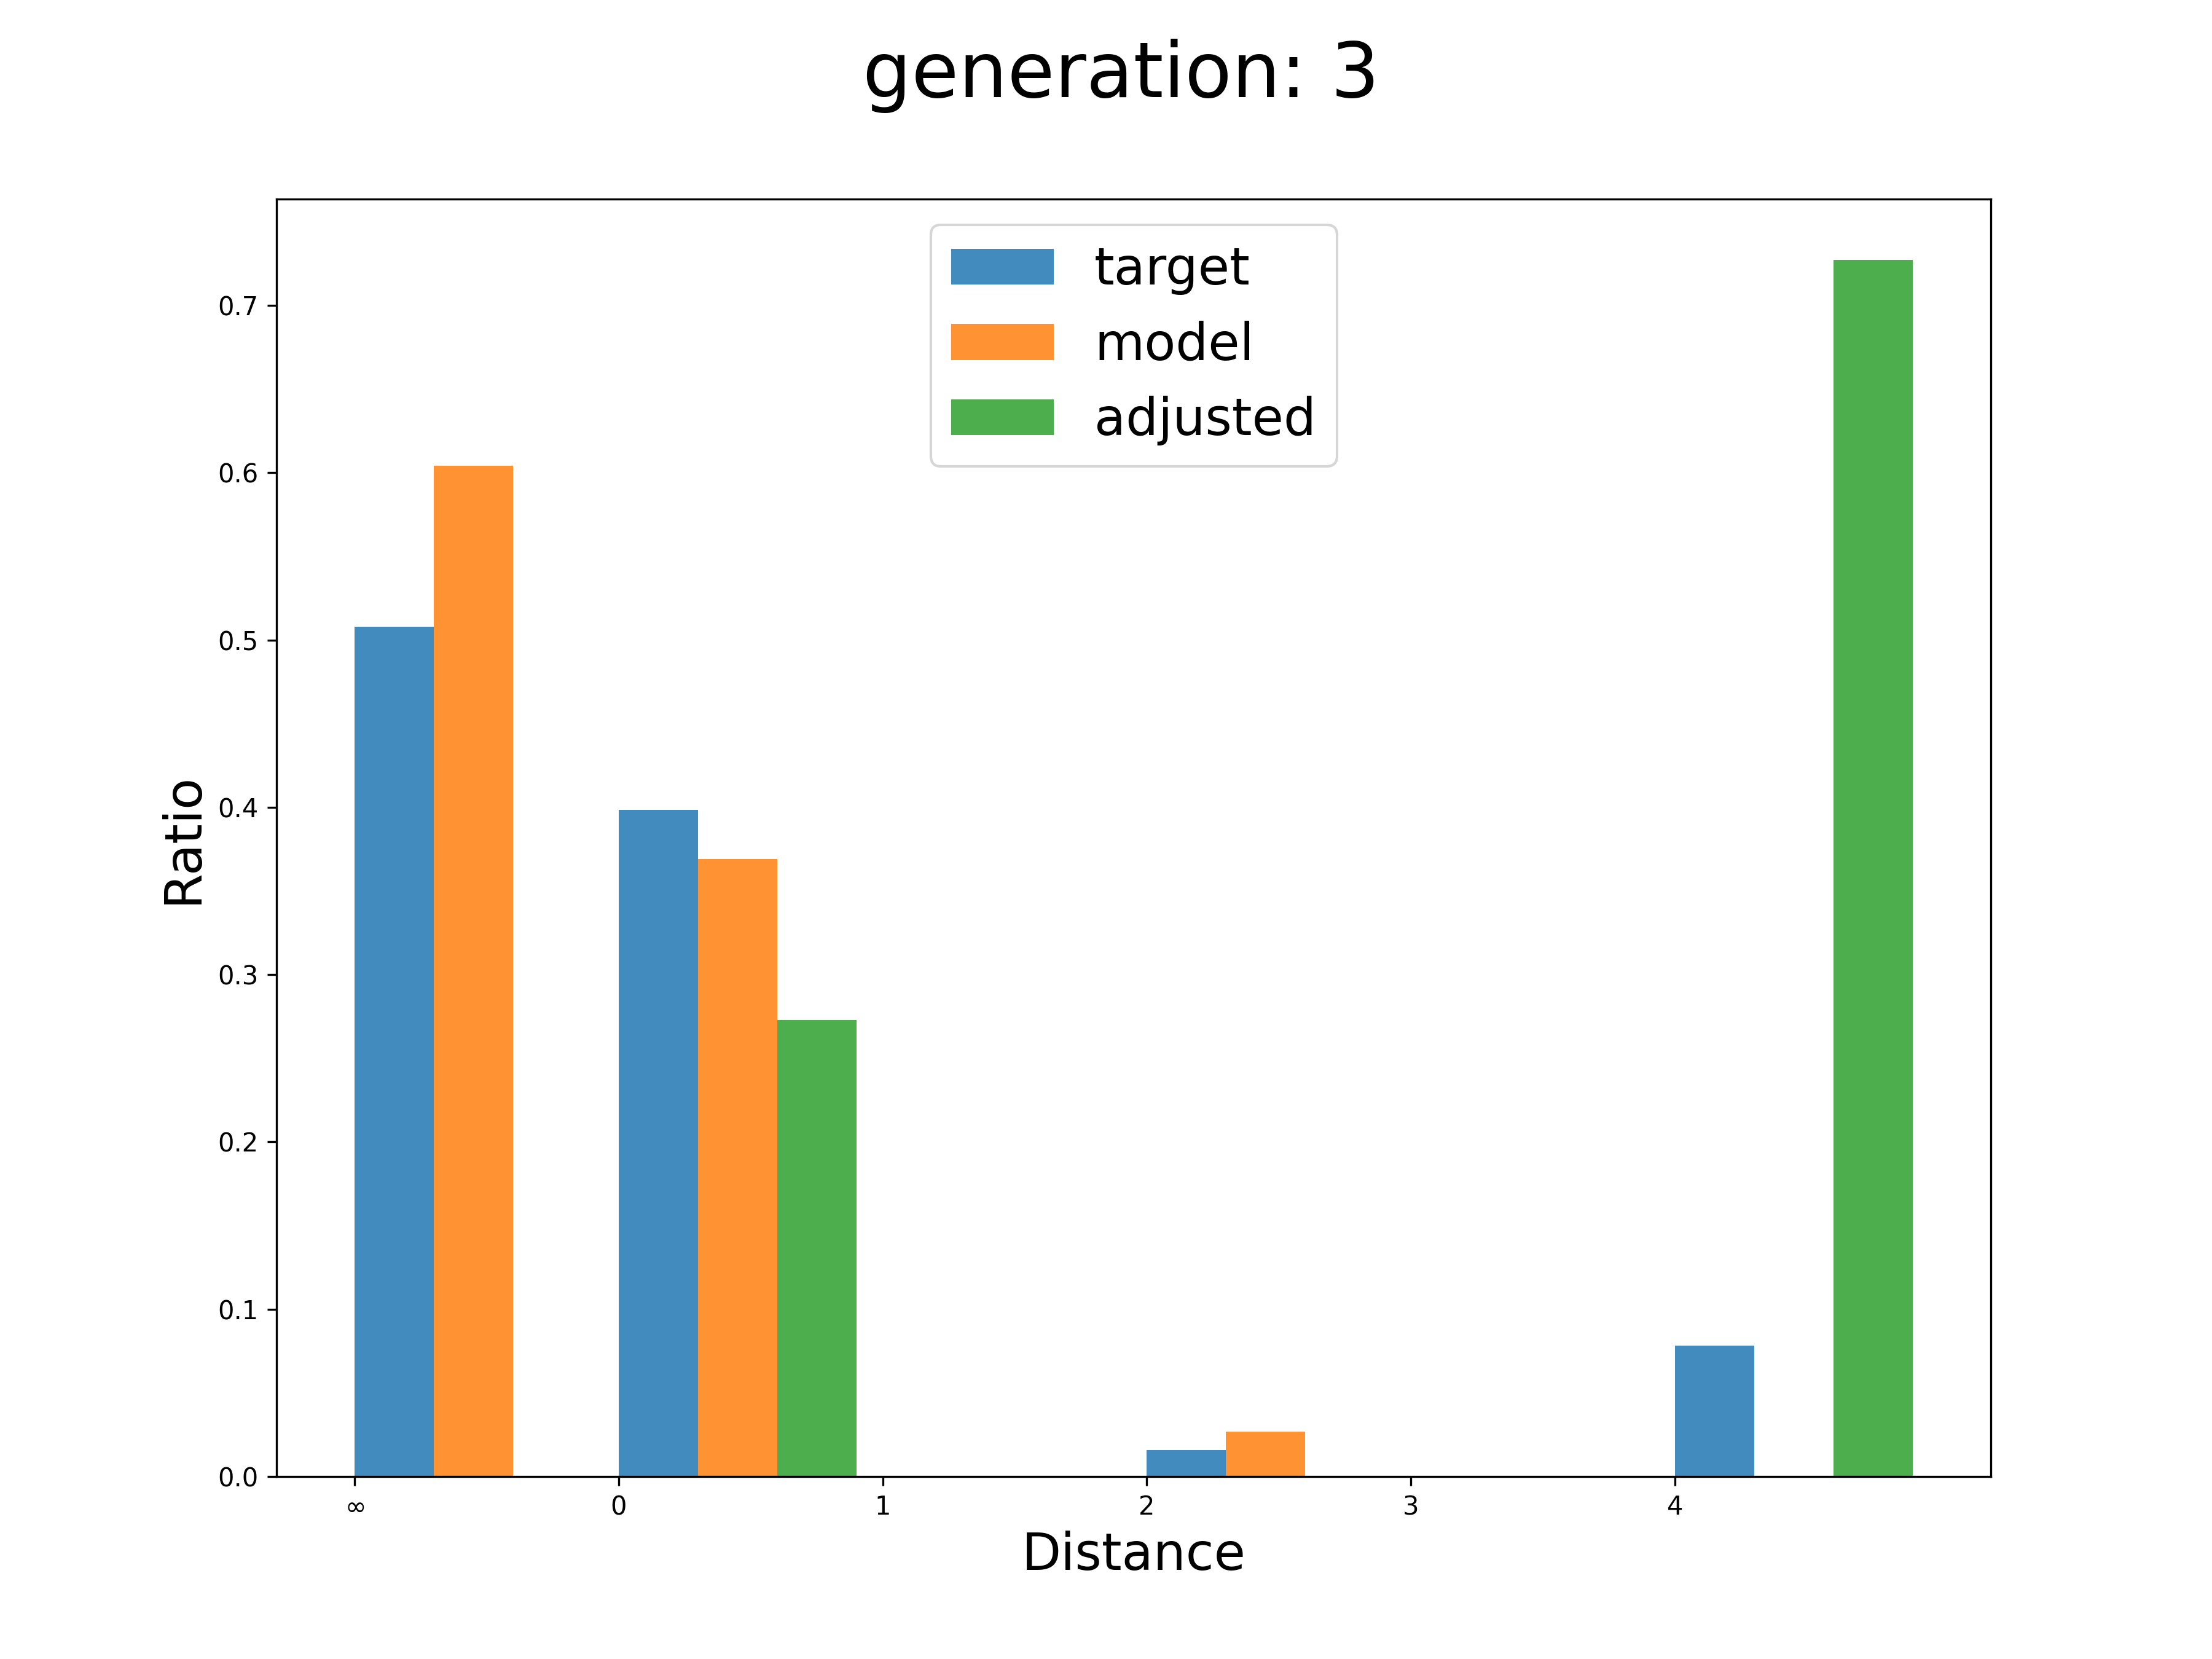 generation: 3
target
model
adjusted
Ratio
0.7
0.6
0.5
0.4
0.3
0.2
0.1
0.0
∞ 0 1 2 3 4
Distance